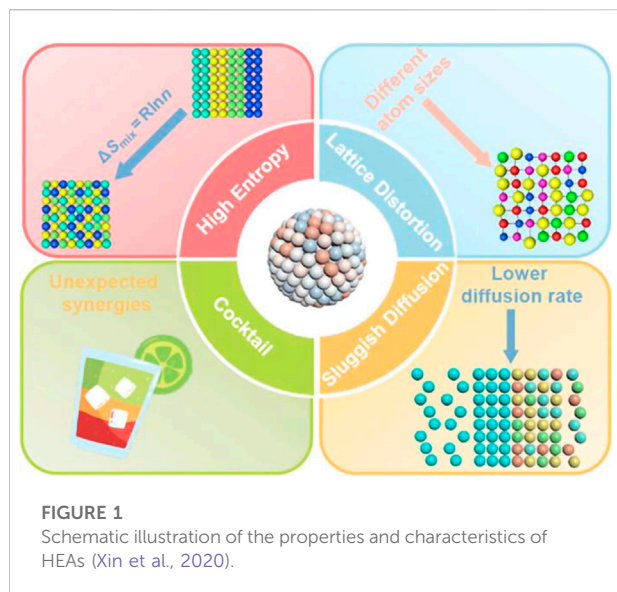 ΔSmix = Rlnn
High Entropy
Different
atom sizes
Lattice Distortion
Unexpected
synergies
Cocktail
Lower
diffusion rate
Sluggish Diffusion
FIGURE 1
Schematic illustration of the properties and characteristics of
HEAs (Xin et al., 2020).